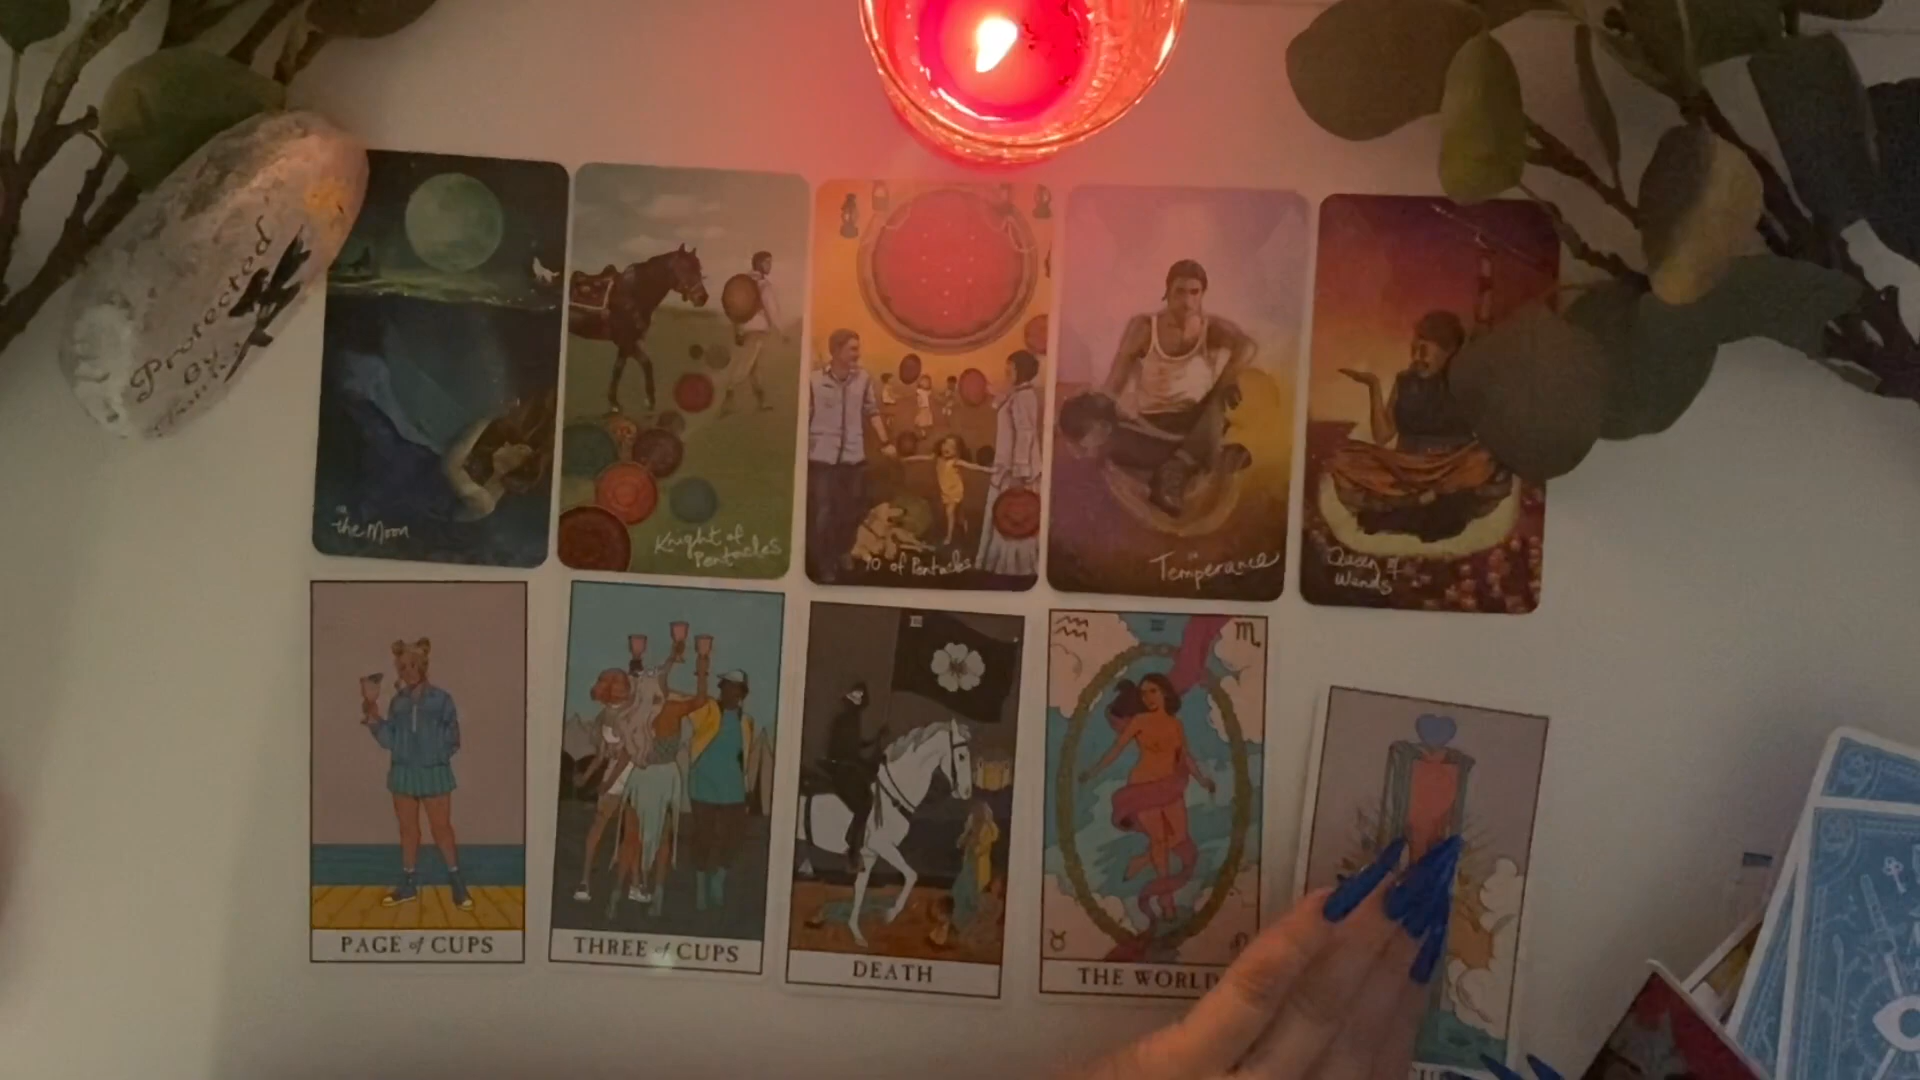 Protected
By
the Moon
Knight of
Pentacles
10 of Pentacles
Temperance
Queen of
Wands
PAGE of CUPS
THREE of CUPS
XIII
DEATH
THE WORLD